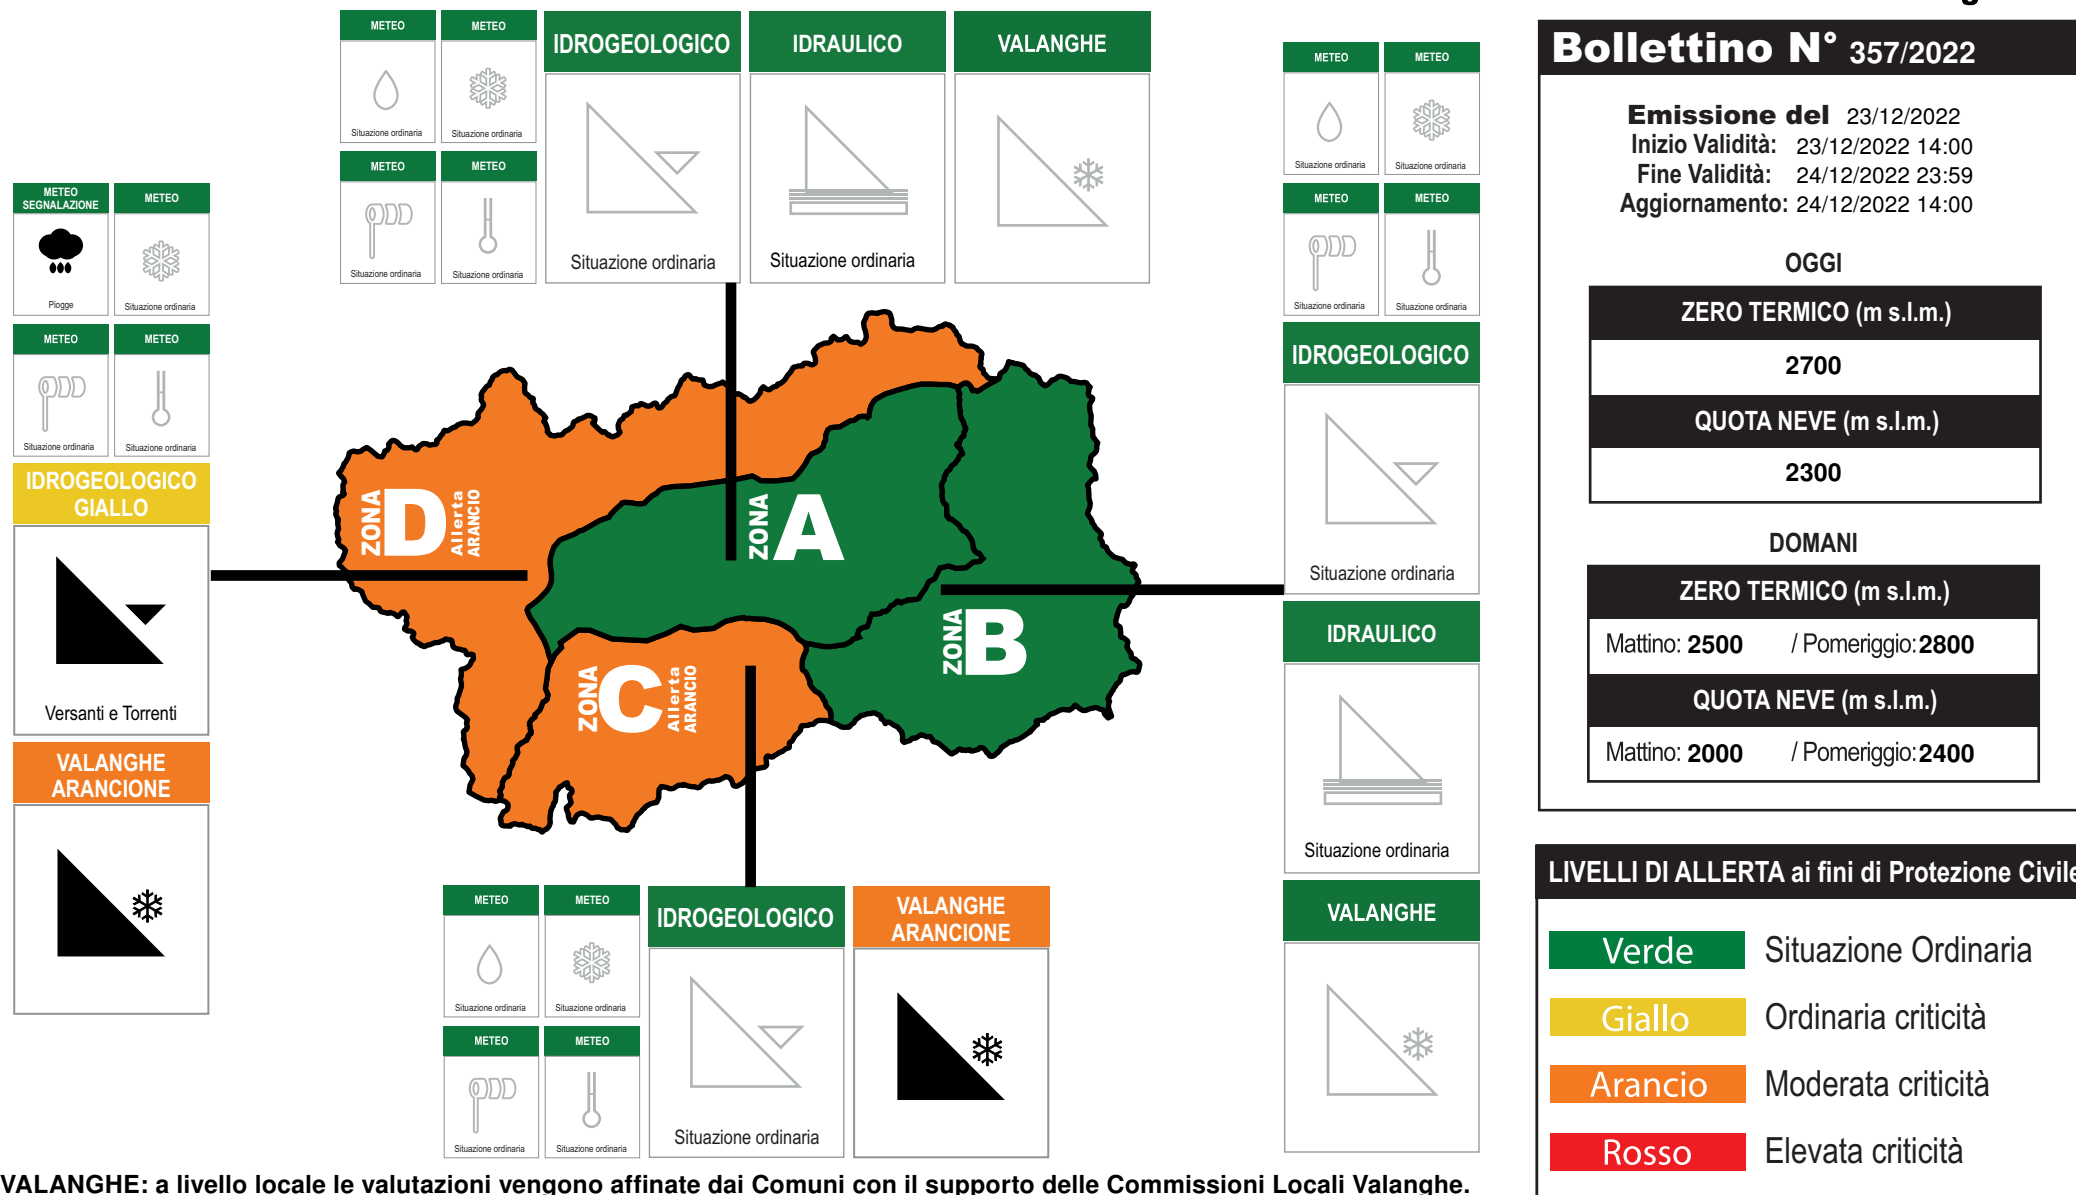 METEO
Situazione ordinaria
METEO
Situazione ordinaria
METEO
Situazione ordinaria
METEO
Situazione ordinaria
IDROGEOLOGICO
Situazione ordinaria
IDRAULICO
Situazione ordinaria
VALANGHE
METEO
SEGNALAZIONE
Piogge
METEO
Situazione ordinaria
METEO
Situazione ordinaria
METEO
Situazione ordinaria
IDROGEOLOGICO
GIALLO
Versanti e Torrenti
VALANGHE
ARANCIONE
ZONA D Allerta ARANCIO
ZONA A
ZONA B
ZONA C Allerta ARANCIO
METEO
Situazione ordinaria
METEO
Situazione ordinaria
METEO
Situazione ordinaria
METEO
Situazione ordinaria
IDROGEOLOGICO
Situazione ordinaria
VALANGHE
ARANCIONE
METEO
Situazione ordinaria
METEO
Situazione ordinaria
METEO
Situazione ordinaria
METEO
Situazione ordinaria
IDROGEOLOGICO
Situazione ordinaria
IDRAULICO
Situazione ordinaria
VALANGHE
Bollettino N° 357/2022
Emissione del 23/12/2022
Inizio Validità: 23/12/2022 14:00
Fine Validità: 24/12/2022 23:59
Aggiornamento: 24/12/2022 14:00
OGGI
ZERO TERMICO (m s.l.m.)
2700
QUOTA NEVE (m s.l.m.)
2300
DOMANI
ZERO TERMICO (m s.l.m.)
Mattino: 2500 / Pomeriggio: 2800
QUOTA NEVE (m s.l.m.)
Mattino: 2000 / Pomeriggio: 2400
LIVELLI DI ALLERTA ai fini di Protezione Civile
Verde Situazione Ordinaria
Giallo Ordinaria criticità
Arancio Moderata criticità
Rosso Elevata criticità
VALANGHE: a livello locale le valutazioni vengono affinate dai Comuni con il supporto delle Commissioni Locali Valanghe.